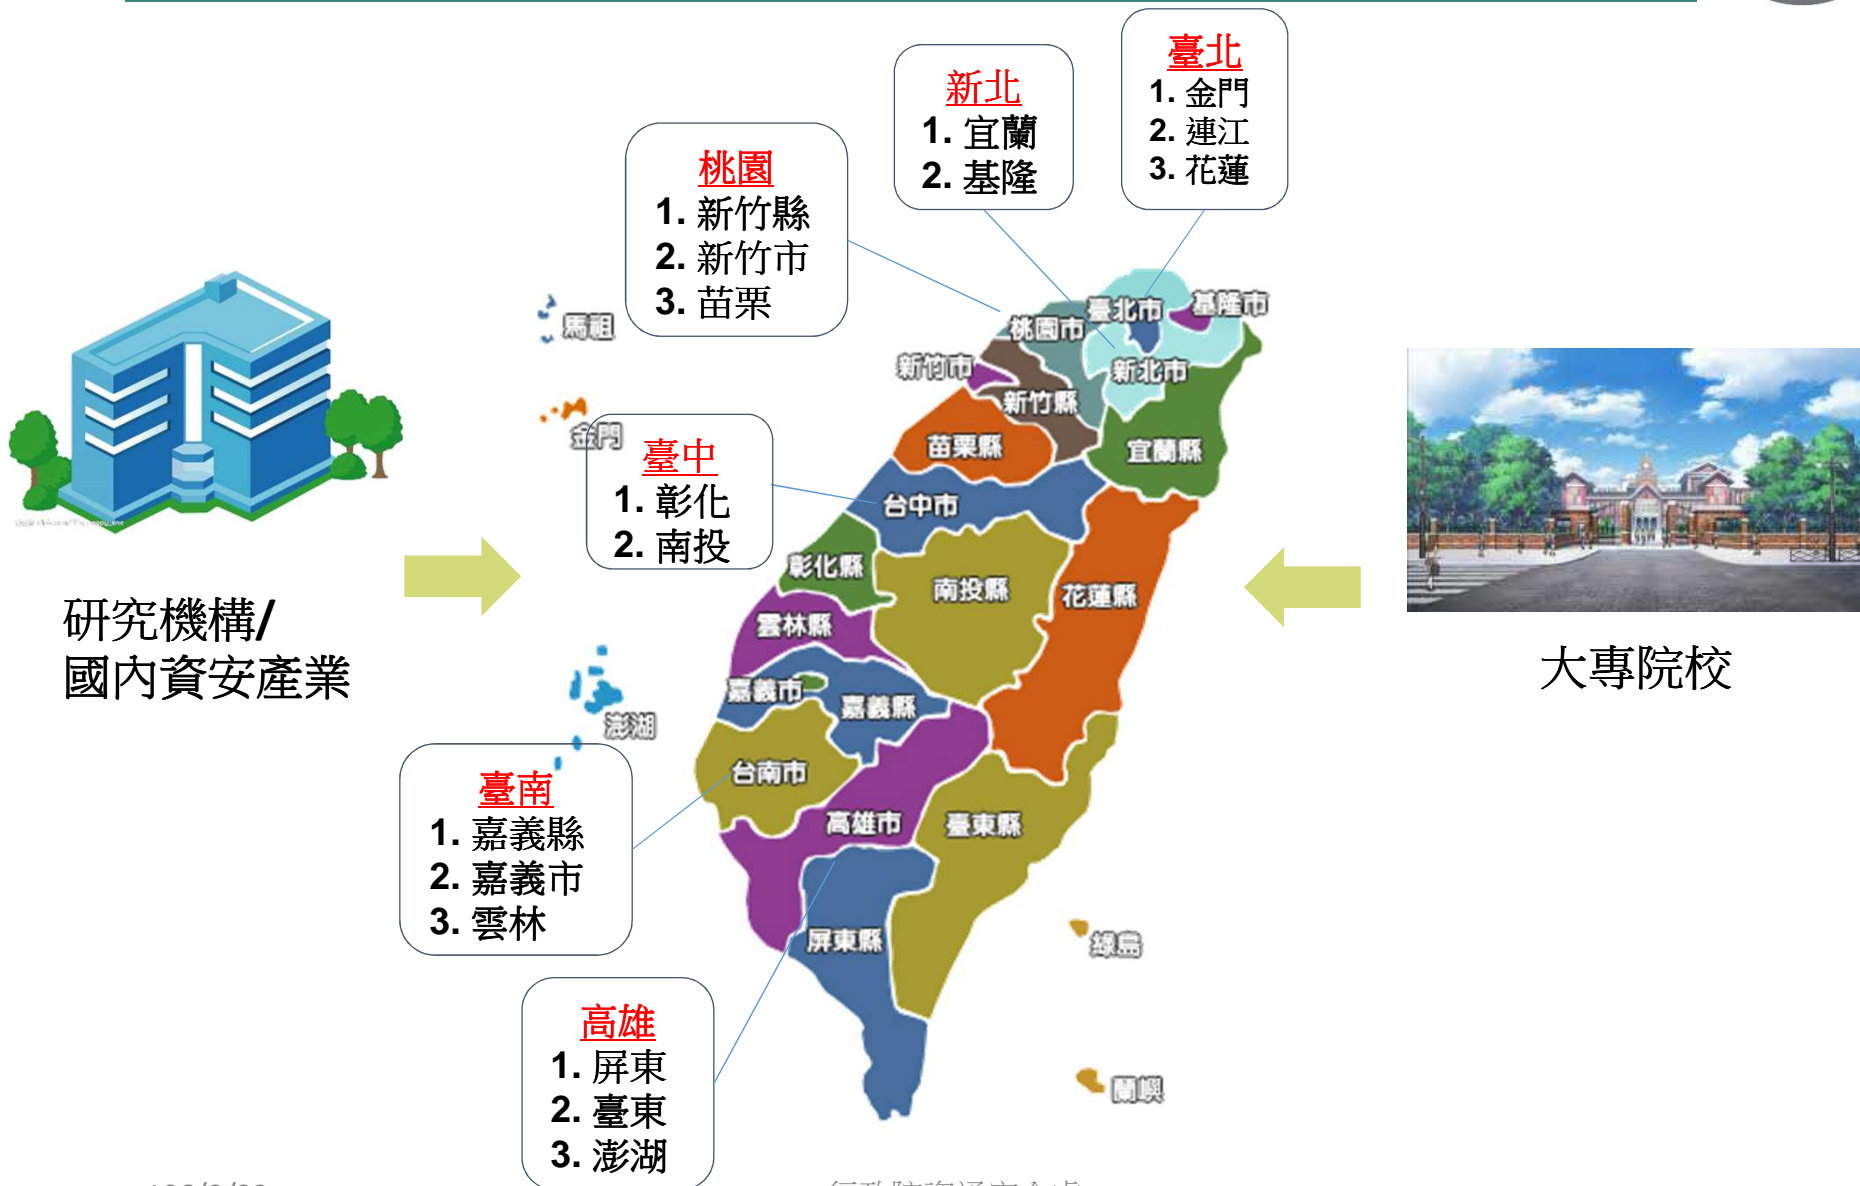 臺北
1. 金門
2. 連江
3. 花蓮
新北
1. 宜蘭
2. 基隆
桃園
1. 新竹縣
2. 新竹市
3. 苗栗
臺中
1. 彰化
2. 南投
臺南
1. 嘉義縣
2. 嘉義市
3. 雲林
高雄
1. 屏東
2. 臺東
3. 澎湖
馬祖
金門
澎湖
臺北市
基隆市
桃園市
新北市
新竹市
新竹縣
苗栗縣
宜蘭縣
台中市
彰化縣
南投縣
花蓮縣
雲林縣
嘉義市
嘉義縣
台南市
高雄市
臺東縣
屏東縣
綠島
蘭嶼
研究機構/
國內資安產業
大專院校